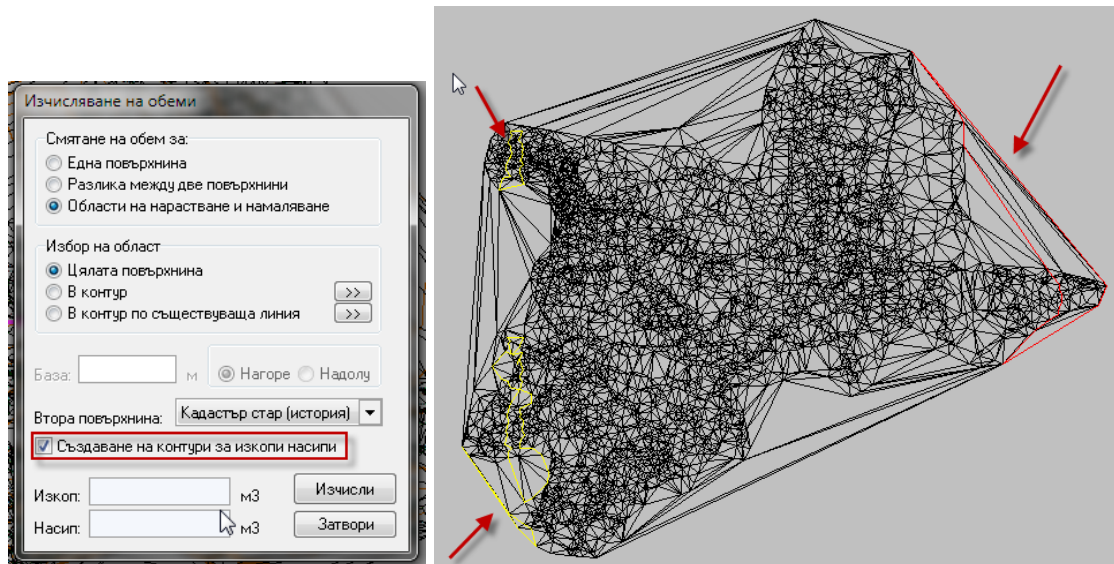 Изчисляване на обеми
Смятане на обем за:
Една повърхнина
Разлика между две повърхнини
Области на нарастване и намаляване
Избор на област
Цялата повърхнина
В контур >>
В контур по съществуваща линия >>
База: м Нагоре Надолу
Втора повърхнина: Кадастър стар (история)
Създаване на контури за изкопи насипи
Изкоп: м3 Изчисли
Насип: м3 Затвори